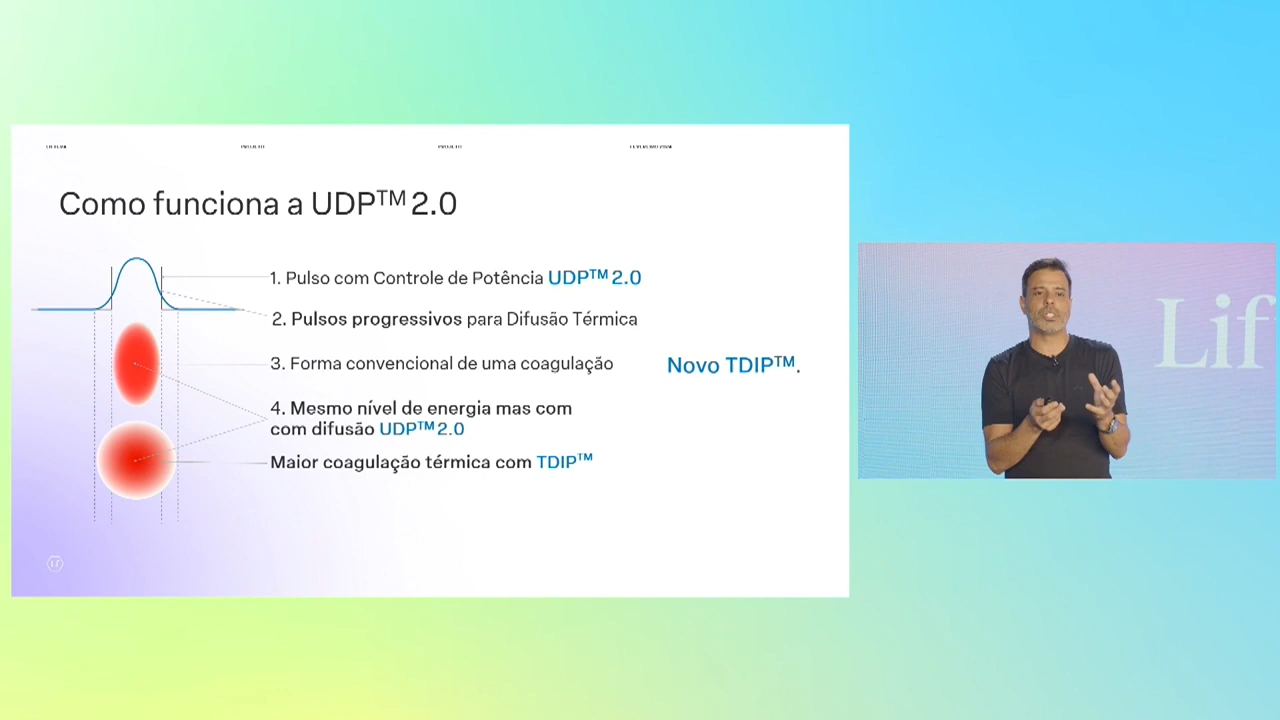 Como funciona a UDP™ 2.0
1. Pulso com Controle de Potência UDP™ 2.0
2. Pulsos progressivos para Difusão Térmica
3. Forma convencional de uma coagulação
Novo TDIP™.
4. Mesmo nível de energia mas com
com difusão UDP™ 2.0
Maior coagulação térmica com TDIP™
Lif